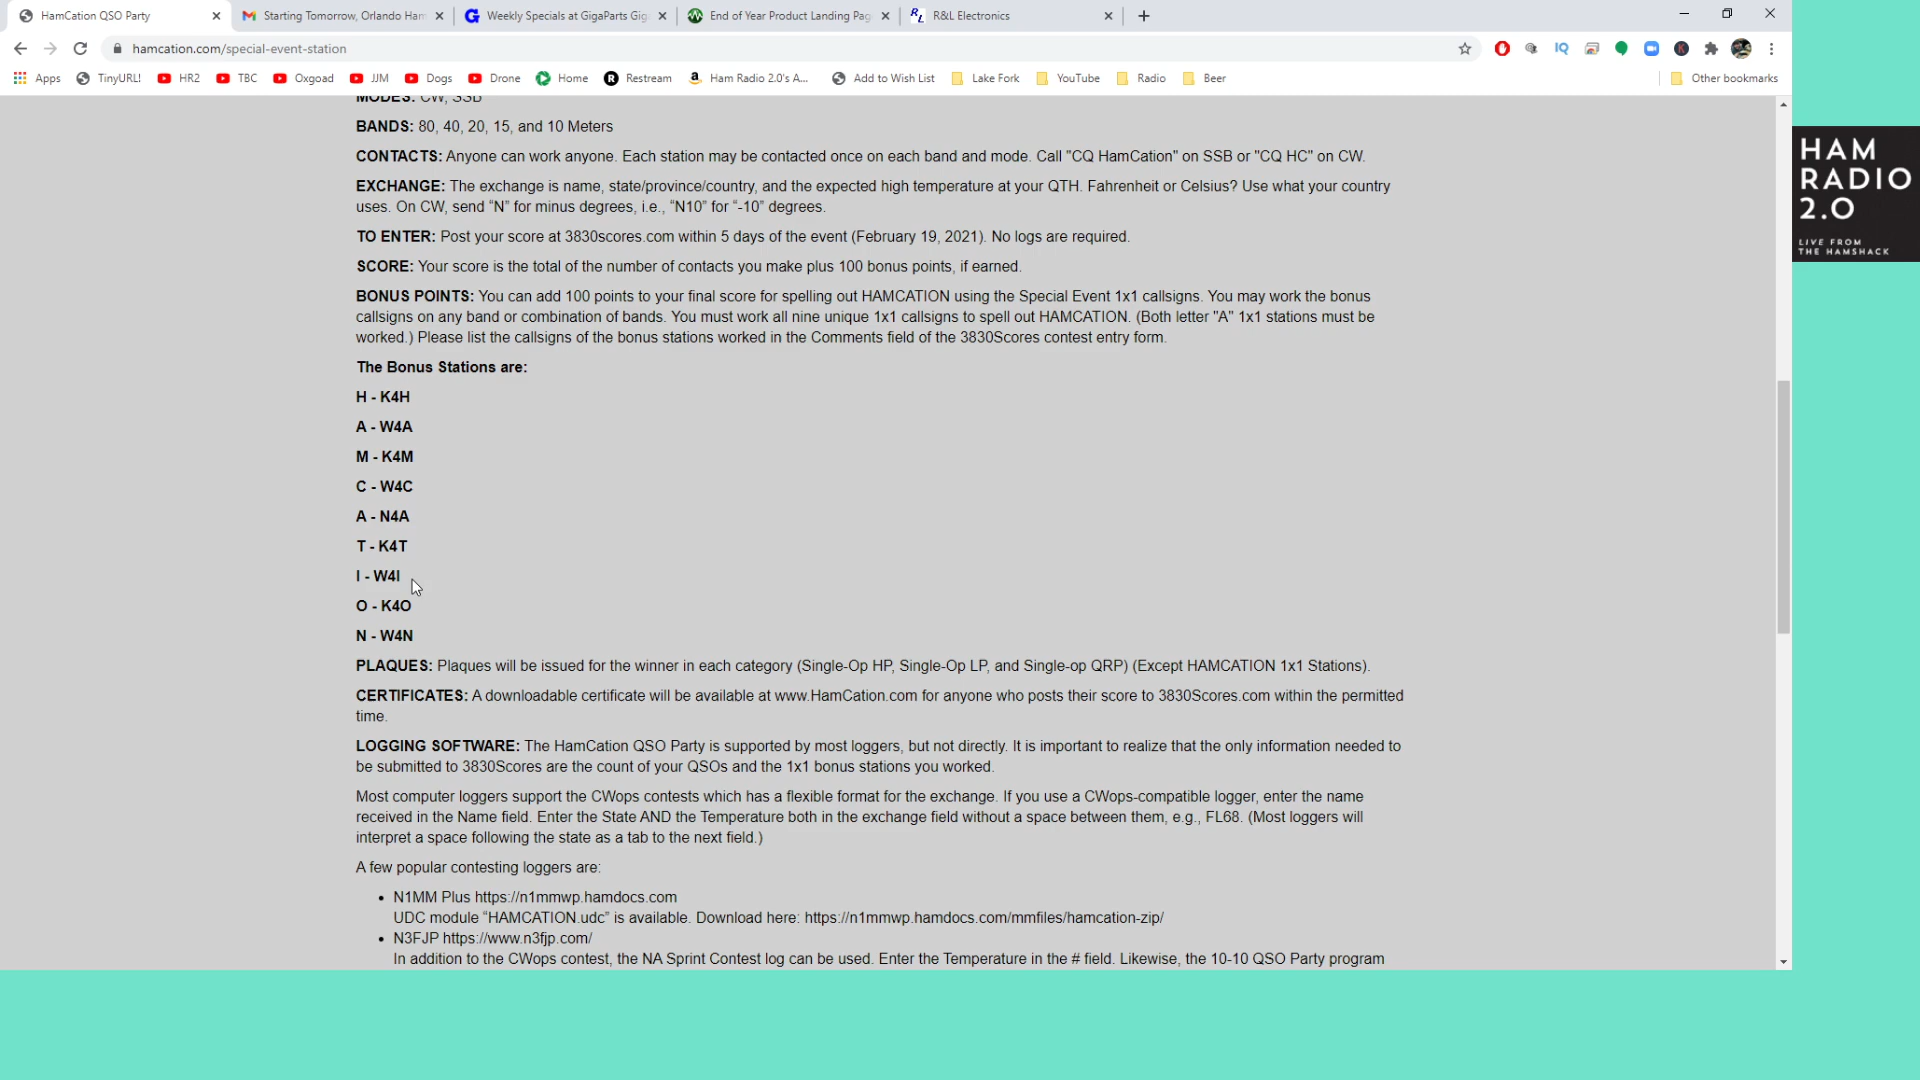 HamCation QSO Party
Starting Tomorrow, Orlando Ham
Weekly Specials at GigaParts Gig
End of Year Product Landing Pag
R&L Electronics
hamcation.com/special-event-station
Apps TinyURL! HR2 TBC Oxgoad JJM Dogs Drone Home Restream Ham Radio 2.0's A... Add to Wish List Lake Fork YouTube Radio Beer Other bookmarks
MODES: CW, SSB
BANDS: 80, 40, 20, 15, and 10 Meters
CONTACTS: Anyone can work anyone. Each station may be contacted once on each band and mode. Call "CQ HamCation" on SSB or "CQ HC" on CW.
EXCHANGE: The exchange is name, state/province/country, and the expected high temperature at your QTH. Fahrenheit or Celsius? Use what your country
uses. On CW, send “N” for minus degrees, i.e., “N10” for “-10” degrees.
TO ENTER: Post your score at 3830scores.com within 5 days of the event (February 19, 2021). No logs are required.
SCORE: Your score is the total of the number of contacts you make plus 100 bonus points, if earned.
BONUS POINTS: You can add 100 points to your final score for spelling out HAMCATION using the Special Event 1x1 callsigns. You may work the bonus
callsigns on any band or combination of bands. You must work all nine unique 1x1 callsigns to spell out HAMCATION. (Both letter "A" 1x1 stations must be
worked.) Please list the callsigns of the bonus stations worked in the Comments field of the 3830Scores contest entry form.
The Bonus Stations are:
H - K4H
A - W4A
M - K4M
C - W4C
A - N4A
T - K4T
I - W4I
O - K4O
N - W4N
PLAQUES: Plaques will be issued for the winner in each category (Single-Op HP, Single-Op LP, and Single-op QRP) (Except HAMCATION 1x1 Stations).
CERTIFICATES: A downloadable certificate will be available at www.HamCation.com for anyone who posts their score to 3830Scores.com within the permitted
time.
LOGGING SOFTWARE: The HamCation QSO Party is supported by most loggers, but not directly. It is important to realize that the only information needed to
be submitted to 3830Scores are the count of your QSOs and the 1x1 bonus stations you worked.
Most computer loggers support the CWops contests which has a flexible format for the exchange. If you use a CWops-compatible logger, enter the name
received in the Name field. Enter the State AND the Temperature both in the exchange field without a space between them, e.g., FL68. (Most loggers will
interpret a space following the state as a tab to the next field.)
A few popular contesting loggers are:
• N1MM Plus https://n1mmwp.hamdocs.com
UDC module “HAMCATION.udc” is available. Download here: https://n1mmwp.hamdocs.com/mmfiles/hamcation-zip/
• N3FJP https://www.n3fjp.com/
In addition to the CWops contest, the NA Sprint Contest log can be used. Enter the Temperature in the # field. Likewise, the 10-10 QSO Party program
HAM
RADIO
2.0
LIVE FROM
THE HAMSHACK